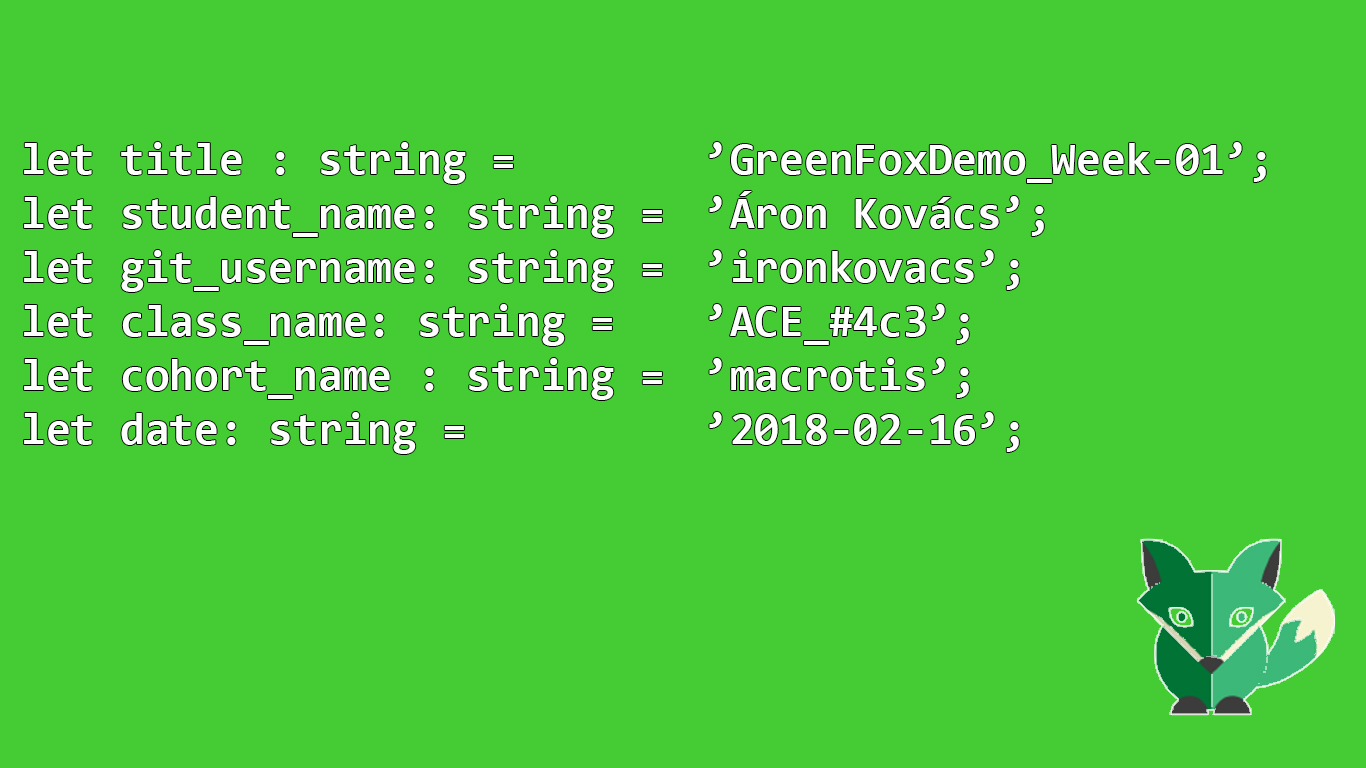 let title : string = ’GreenFoxDemo_Week-01’;
let student_name: string = ’Áron Kovács’;
let git_username: string = ’ironkovacs’;
let class_name: string = ’ACE_#4c3’;
let cohort_name : string = ’macrotis’;
let date: string = ’2018-02-16’;